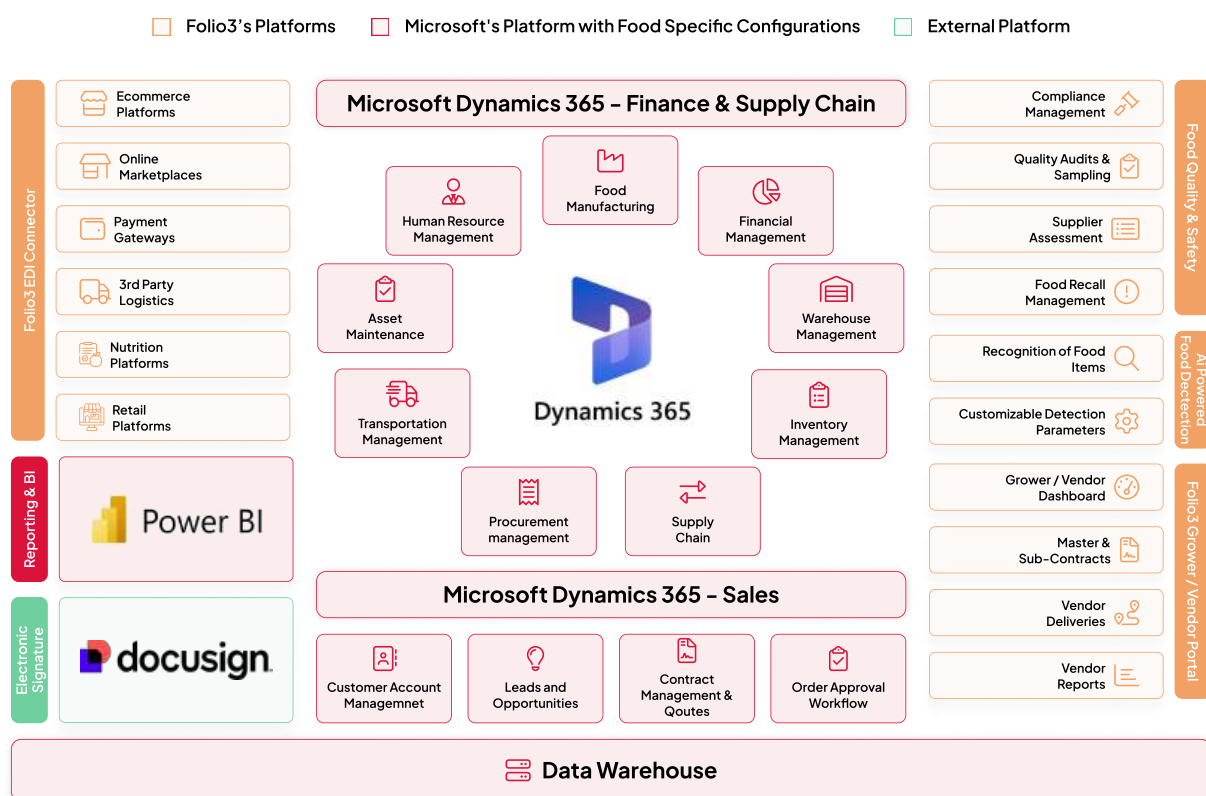 Folio3's Platforms
Microsoft's Platform with Food Specific Configurations
External Platform
Folio3 EDI Connector
Ecommerce
Platforms
Online
Marketplaces
Payment
Gateways
3rd Party
Logistics
Nutrition
Platforms
Retail
Platforms
Reporting & BI
Power BI
Electronic
Signature
docusign
Microsoft Dynamics 365 - Finance & Supply Chain
Food
Manufacturing
Human Resource
Management
Financial
Management
Asset
Maintenance
Warehouse
Management
Dynamics 365
Transportation
Management
Inventory
Management
Procurement
management
Supply
Chain
Microsoft Dynamics 365 - Sales
Customer Account
Managemnet
Leads and
Opportunities
Contract
Management &
Qoutes
Order Approval
Workflow
Compliance
Management
Quality Audits &
Sampling
Supplier
Assessment
Food Recall
Management
Food Quality & Safety
Recognition of Food
Items
Customizable Detection
Parameters
Ai Powered
Food Dectection
Grower / Vendor
Dashboard
Master &
Sub-Contracts
Vendor
Deliveries
Vendor
Reports
Folio3 Grower / Vendor Portal
Data Warehouse